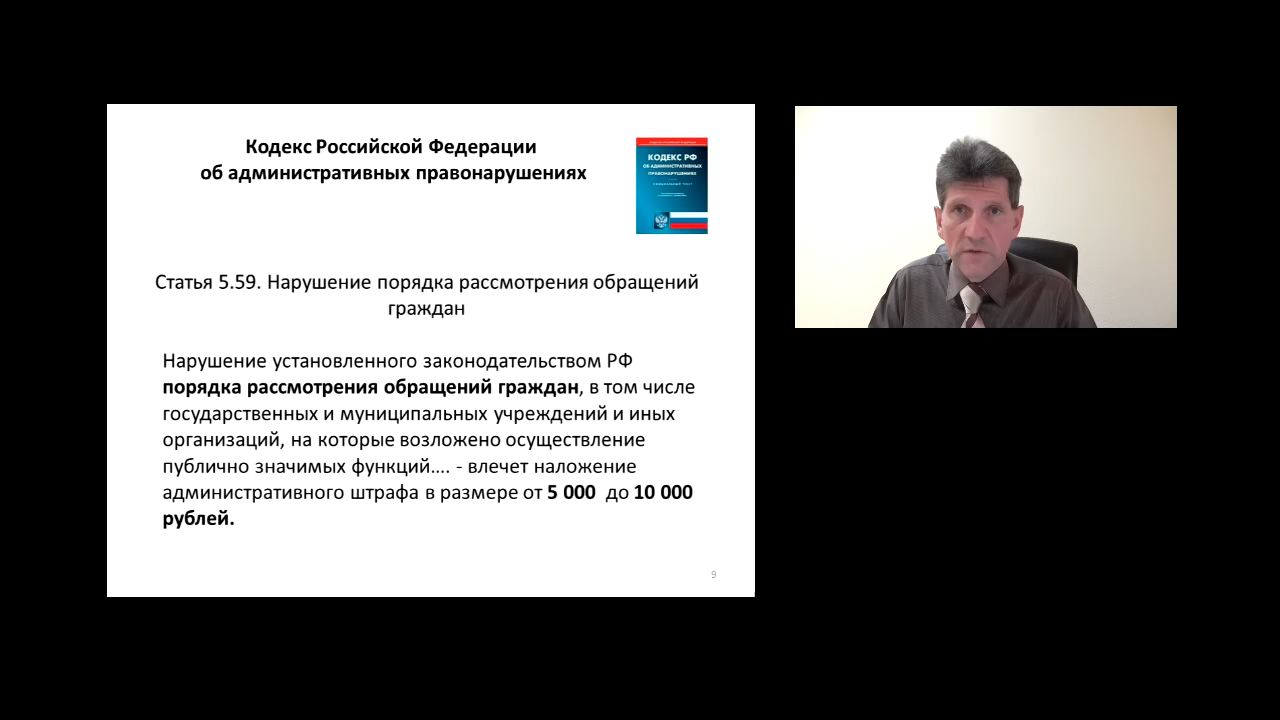 Кодекс Российской Федерации
об административных правонарушениях
КОДЕКС РФ
ОБ АДМИНИСТРАТИВНЫХ
ПРАВОНАРУШЕНИЯХ
Статья 5.59. Нарушение порядка рассмотрения обращений
граждан
Нарушение установленного законодательством РФ
порядка рассмотрения обращений граждан, в том числе
государственных и муниципальных учреждений и иных
организаций, на которые возложено осуществление
публично значимых функций.... - влечет наложение
административного штрафа в размере от 5 000 до 10 000
рублей.
9